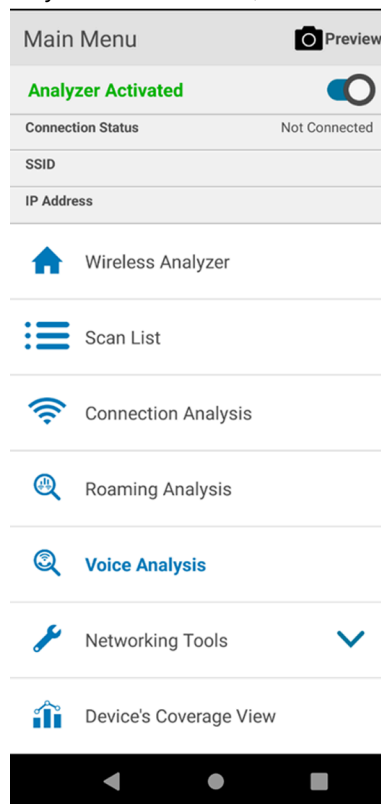 Main Menu Preview
Analyzer Activated
Connection Status Not Connected
SSID
IP Address
Wireless Analyzer
Scan List
Connection Analysis
Roaming Analysis
Voice Analysis
Networking Tools
Device's Coverage View